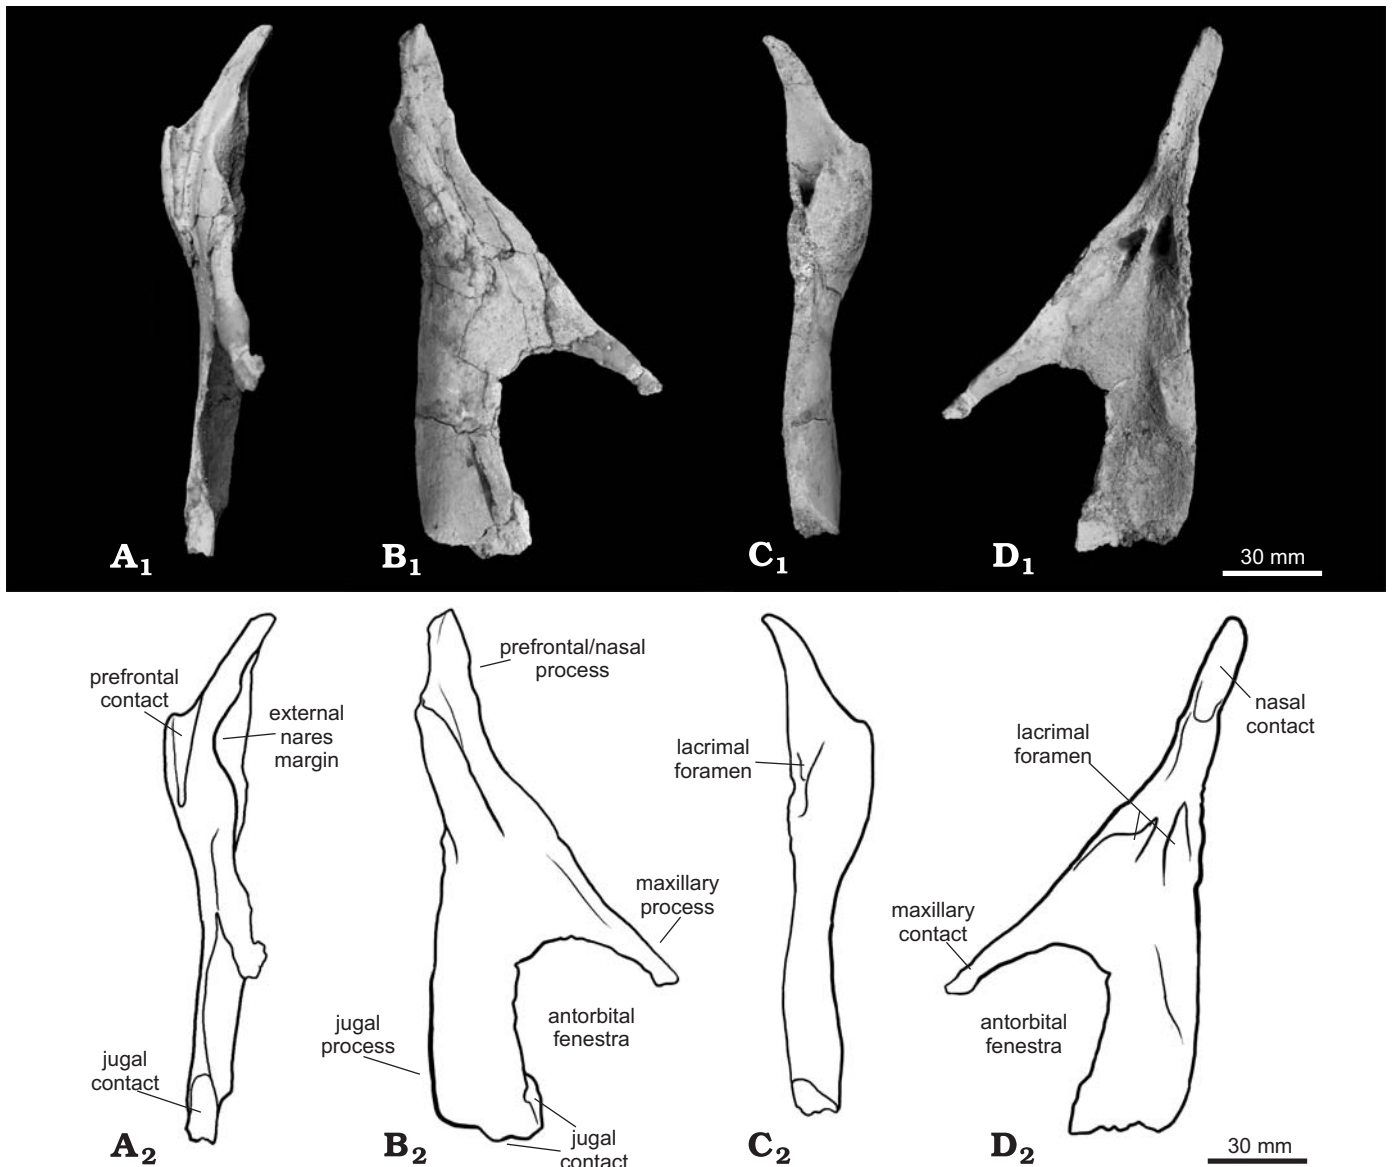 A1
B1
C1
D1
30 mm
prefrontal
contact
external
nares
margin
jugal
contact
A2
prefrontal/nasal
process
maxillary
process
antorbital
fenestra
jugal
process
jugal
contact
B2
lacrimal
foramen
C2
nasal
contact
lacrimal
foramen
maxillary
contact
antorbital
fenestra
D2
30 mm